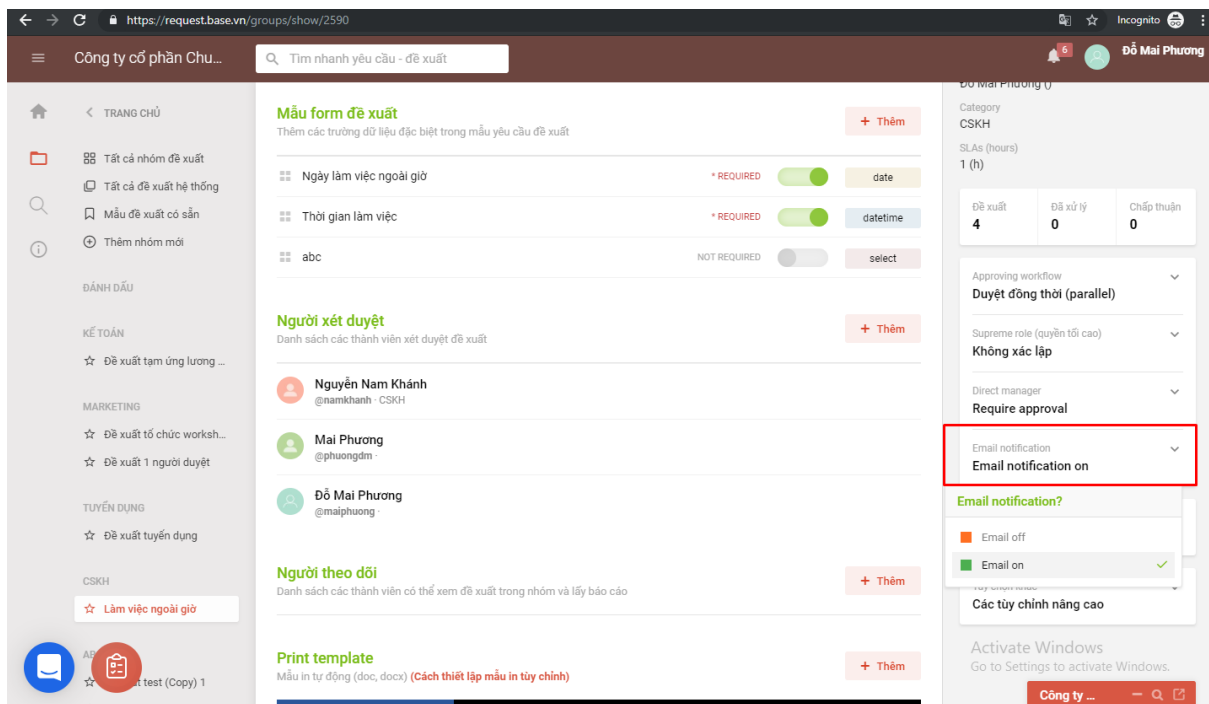 https://request.base.vn/groups/show/2590
Incognito
Công ty cổ phần Chu...
Tìm nhanh yêu cầu - đề xuất
6
Đỗ Mai Phương
TRANG CHỦ
Tất cả nhóm đề xuất
Tất cả đề xuất hệ thống
Mẫu đề xuất có sẵn
Thêm nhóm mới
ĐÁNH DẤU
KẾ TOÁN
Đề xuất tạm ứng lương ...
MARKETING
Đề xuất tổ chức worksh...
Đề xuất 1 người duyệt
TUYỂN DỤNG
Đề xuất tuyển dụng
CSKH
Làm việc ngoài giờ
AB
t test (Copy) 1
Mẫu form đề xuất
Thêm các trường dữ liệu đặc biệt trong mẫu yêu cầu đề xuất
+ Thêm
Ngày làm việc ngoài giờ * REQUIRED date
Thời gian làm việc * REQUIRED datetime
abc NOT REQUIRED select
Người xét duyệt
Danh sách các thành viên xét duyệt đề xuất
+ Thêm
Nguyễn Nam Khánh
@namkhanh · CSKH
Mai Phương
@phuongdm ·
Đỗ Mai Phương
@maiphuong ·
Người theo dõi
Danh sách các thành viên có thể xem đề xuất trong nhóm và lấy báo cáo
+ Thêm
Print template
Mẫu in tự động (doc, docx) (Cách thiết lập mẫu in tùy chỉnh)
+ Thêm
Đỗ Mai Phương ()
Category
CSKH
SLAs (hours)
1 (h)
Đề xuất Đã xử lý Chấp thuận
4 0 0
Approving workflow
Duyệt đồng thời (parallel)
Supreme role (quyền tối cao)
Không xác lập
Direct manager
Require approval
Email notification
Email notification on
Email notification?
Email off
Email on
Tùy chọn khác
Các tùy chỉnh nâng cao
Activate Windows
Go to Settings to activate Windows.
Công ty ...